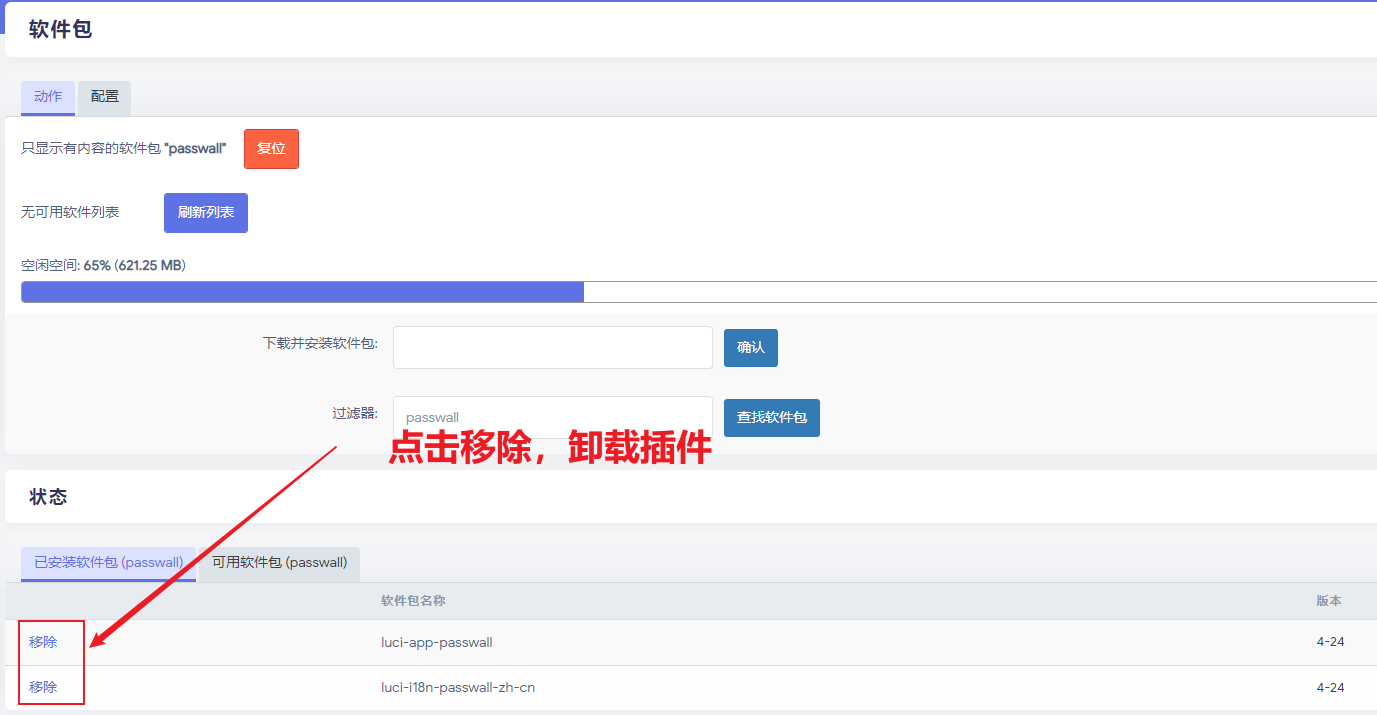 软件包
动作 配置
只显示有内容的软件包 "passwall" 复位
无可用软件列表 刷新列表
空闲空间: 65% (621.25 MB)
下载并安装软件包: 确认
过滤器: passwall 查找软件包
点击移除，卸载插件
状态
已安装软件包 (passwall) 可用软件包 (passwall)
软件包名称 版本
移除 luci-app-passwall 4-24
移除 luci-i18n-passwall-zh-cn 4-24